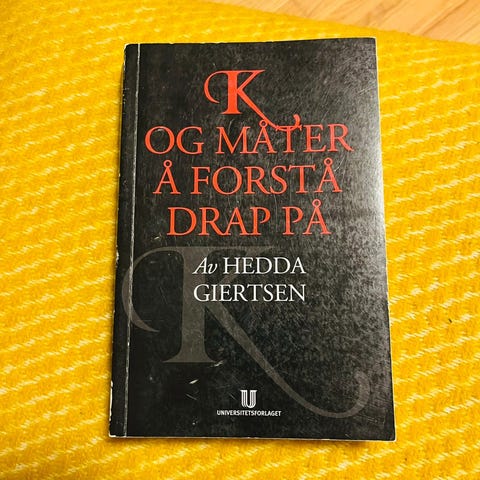 K
OG MÅTER
Å FORSTÅ
DRAP PÅ
Av HEDDA
GIERTSEN
K
U
UNIVERSITETSFORLAGET